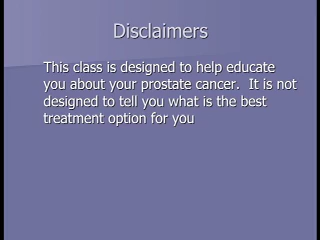 Disclaimers
This class is designed to help educate
you about your prostate cancer.  It is not
designed to tell you what is the best
treatment option for you